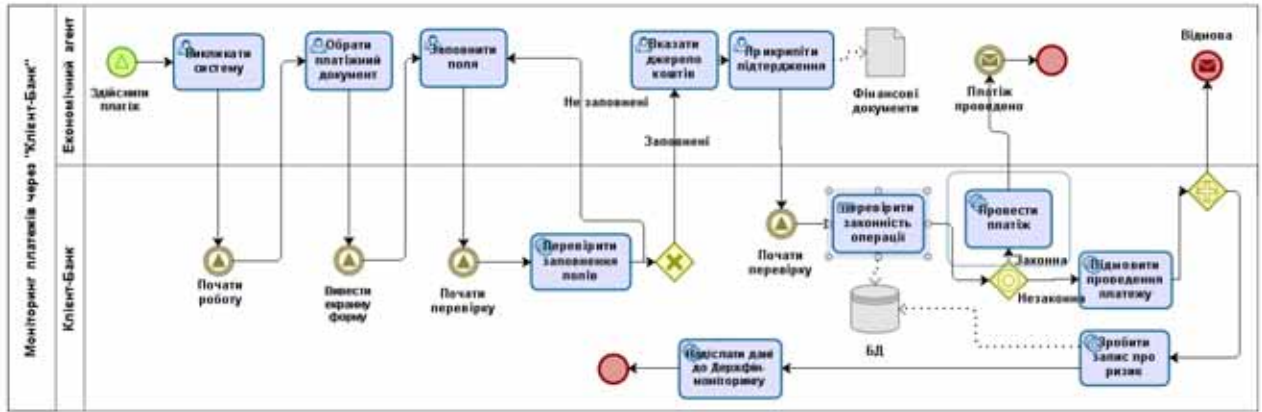 Моніторинг платежів через "Клієнт-Банк"
Економічний агент
Здійснити
платіж
Викликати
систему
Обрати
платіжний
документ
Заповнити
поля
Вказати
джерело
коштів
Прикрипіти
підтердження
Фінансові
документи
Платіж
проведено
Віднова
Не заповнені
Заповнені
Клієнт-Банк
Почати
роботу
Вивести
екранну
форму
Почати
перевірку
Перевірити
заповнення
полів
Почати
перевірку
Перевірити
законність
операції
Провести
платіж
Законна
Незаконна
Відмовити
проведення
платежу
БД
Зробити
запис про
ризик
Надіслати дані
до Держфін-
моніторингу